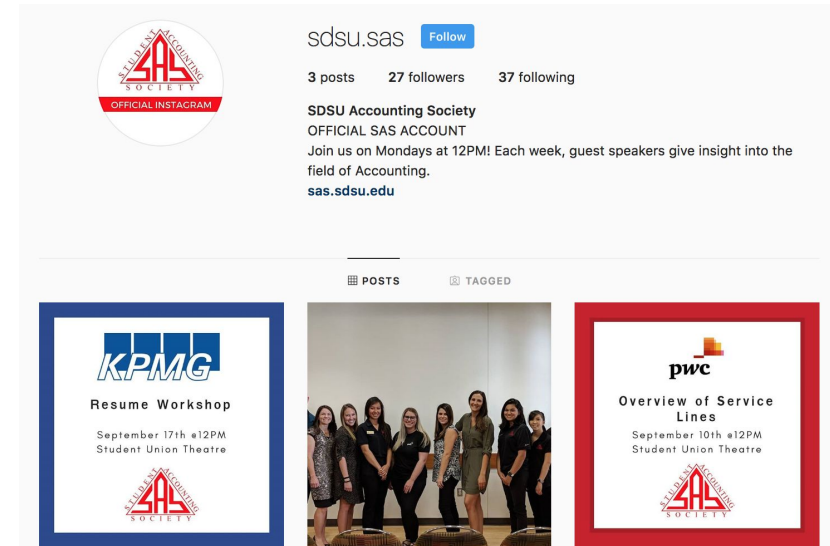 STUDENT ACCOUNTING
SAS
SOCIETY
OFFICIAL INSTAGRAM
sdsu.sas Follow
3 posts 27 followers 37 following
SDSU Accounting Society
OFFICIAL SAS ACCOUNT
Join us on Mondays at 12PM! Each week, guest speakers give insight into the
field of Accounting.
sas.sdsu.edu
POSTS TAGGED
KPMG
Resume Workshop
September 17th @12PM
Student Union Theatre
STUDENT ACCOUNTING
SAS
SOCIETY
pwc
Overview of Service
Lines
September 10th @12PM
Student Union Theatre
STUDENT ACCOUNTING
SAS
SOCIETY